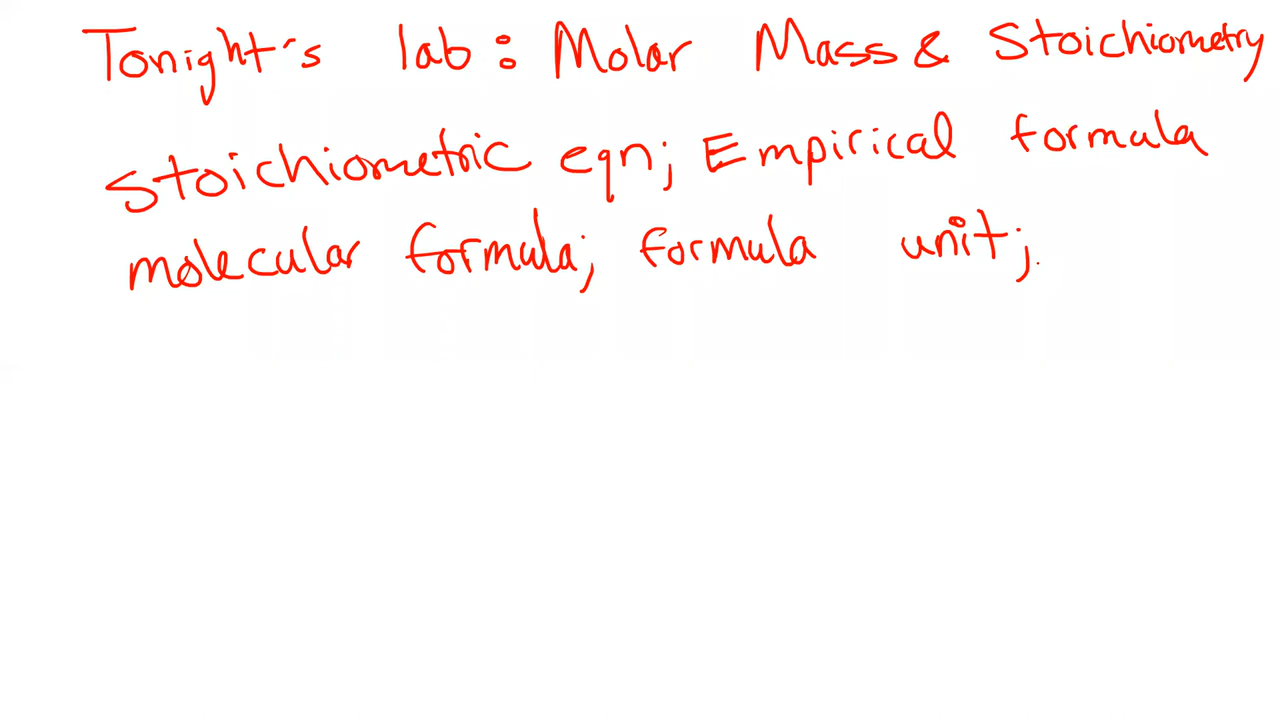 Tonight's lab: Molar Mass & Stoichiometry
Stoichiometric eqn; Empirical formula
molecular formula; formula unit;